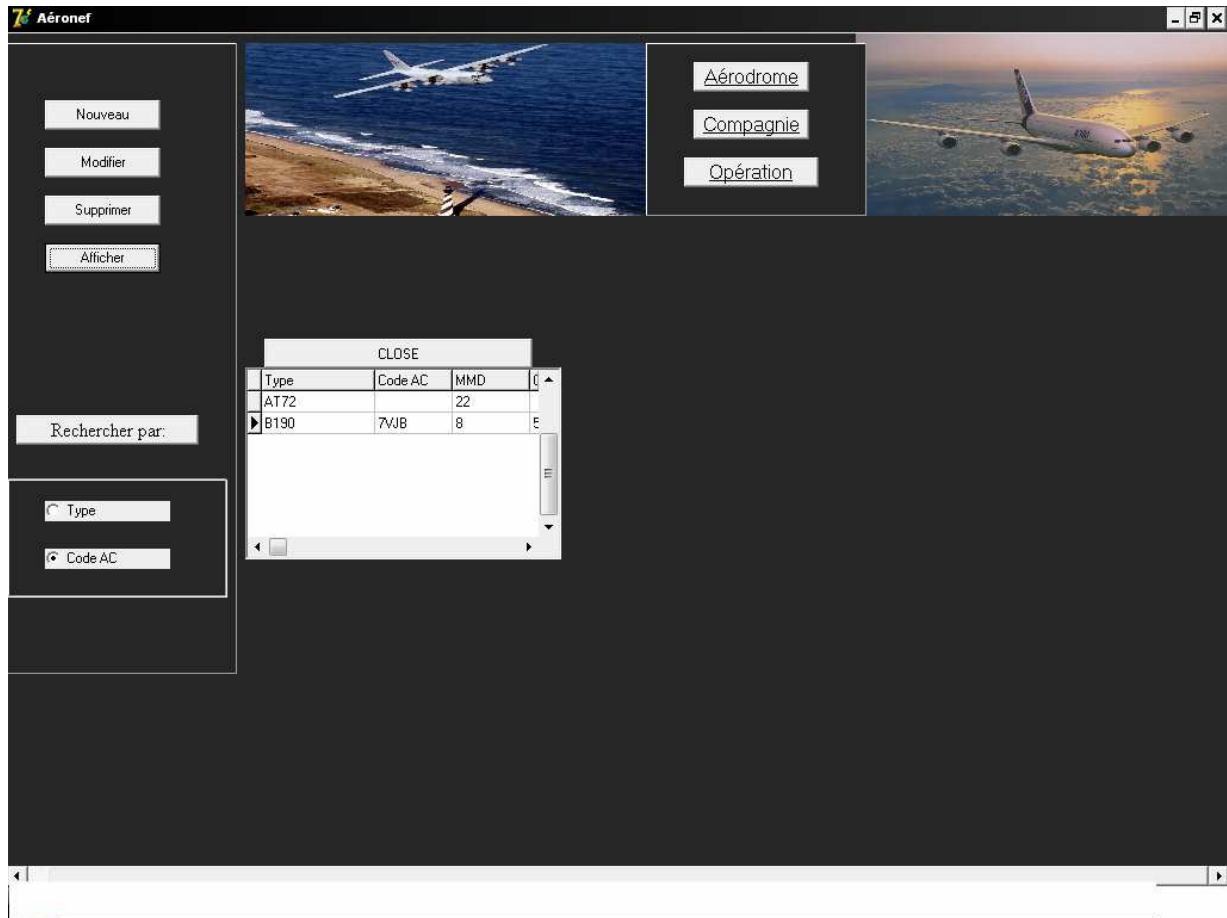 Aéronef
Nouveau
Modifier
Supprimer
Afficher
Aérodrome
Compagnie
Opération
CLOSE
Type Code AC MMD
AT72 22
B190 7VJB 8 5
Rechercher par:
Type
Code AC